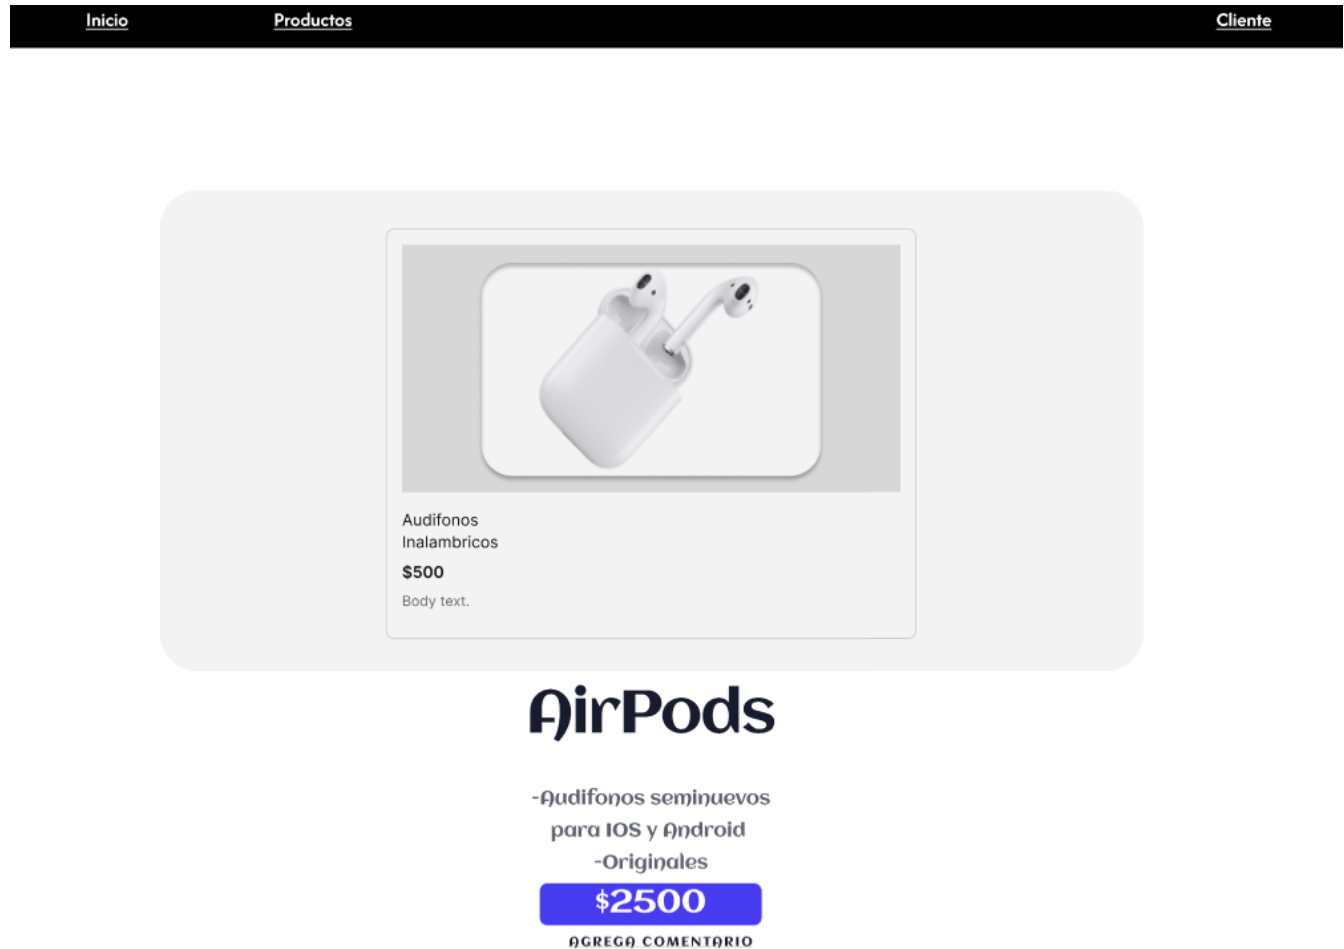 Inicio
Productos
Cliente
Audifonos
Inalambricos
$500
Body text.
AirPods
-Audifonos seminuevos
para IOS y Android
-Originales
$2500
AGREGA COMENTARIO